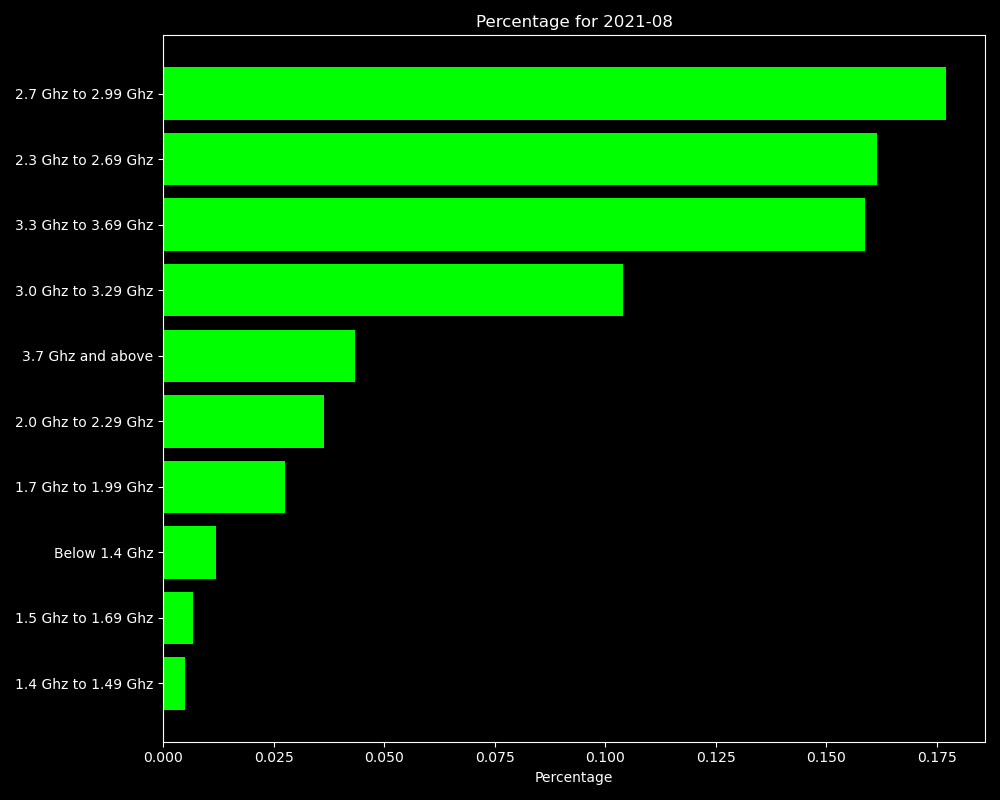 Percentage for 2021-08
2.7 Ghz to 2.99 Ghz
2.3 Ghz to 2.69 Ghz
3.3 Ghz to 3.69 Ghz
3.0 Ghz to 3.29 Ghz
3.7 Ghz and above
2.0 Ghz to 2.29 Ghz
1.7 Ghz to 1.99 Ghz
Below 1.4 Ghz
1.5 Ghz to 1.69 Ghz
1.4 Ghz to 1.49 Ghz
0.000 0.025 0.050 0.075 0.100 0.125 0.150 0.175
Percentage